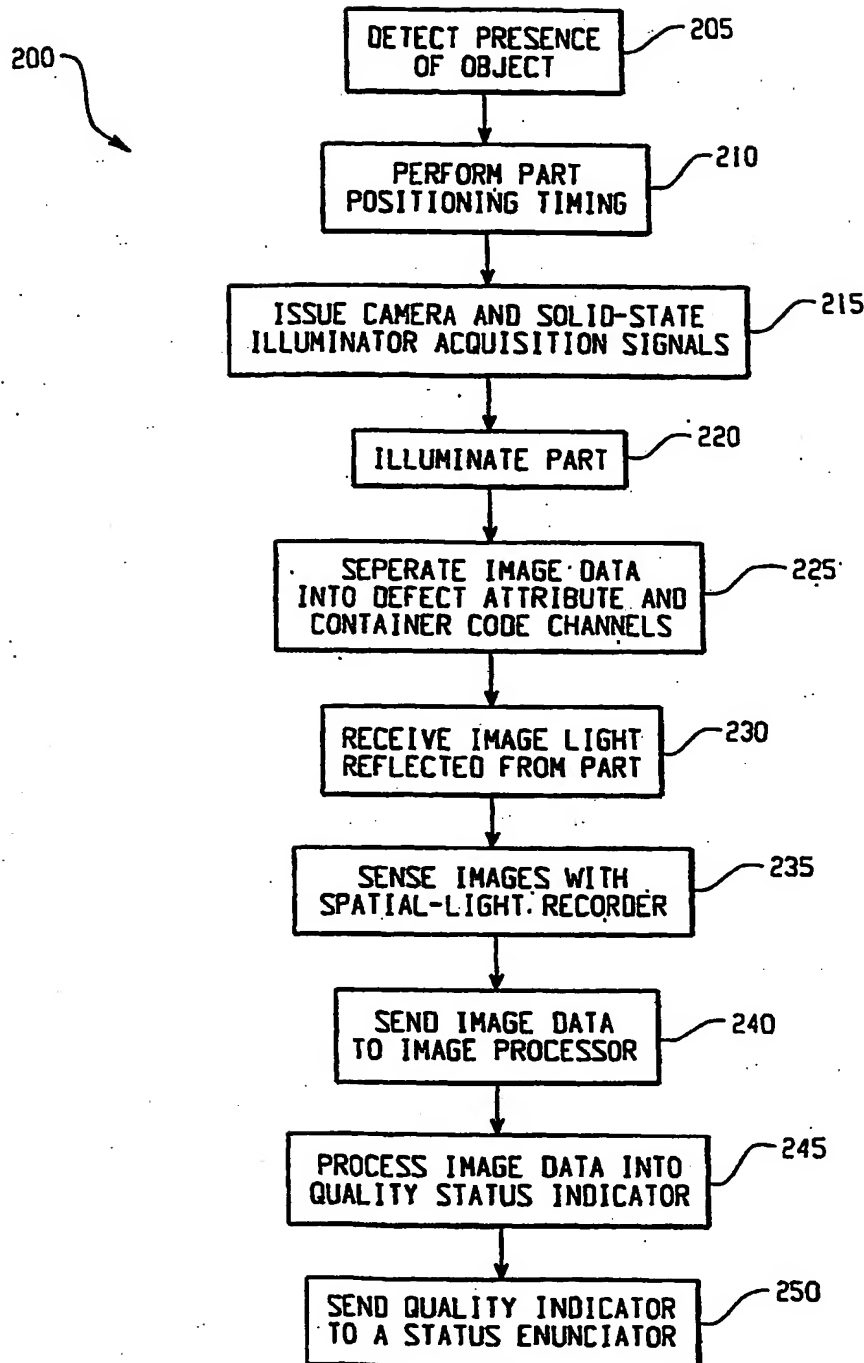 200
DETECT PRESENCE
OF OBJECT
205
PERFORM PART
POSITIONING TIMING
210
ISSUE CAMERA AND SOLID-STATE
ILLUMINATOR ACQUISITION SIGNALS
215
ILLUMINATE PART
220
SEPERATE IMAGE DATA
INTO DEFECT ATTRIBUTE AND
CONTAINER CODE CHANNELS
225
RECEIVE IMAGE LIGHT
REFLECTED FROM PART
230
SENSE IMAGES WITH
SPATIAL-LIGHT RECORDER
235
SEND IMAGE DATA
TO IMAGE PROCESSOR
240
PROCESS IMAGE DATA INTO
QUALITY STATUS INDICATOR
245
SEND QUALITY INDICATOR
TO A STATUS ENUNCIATOR
250